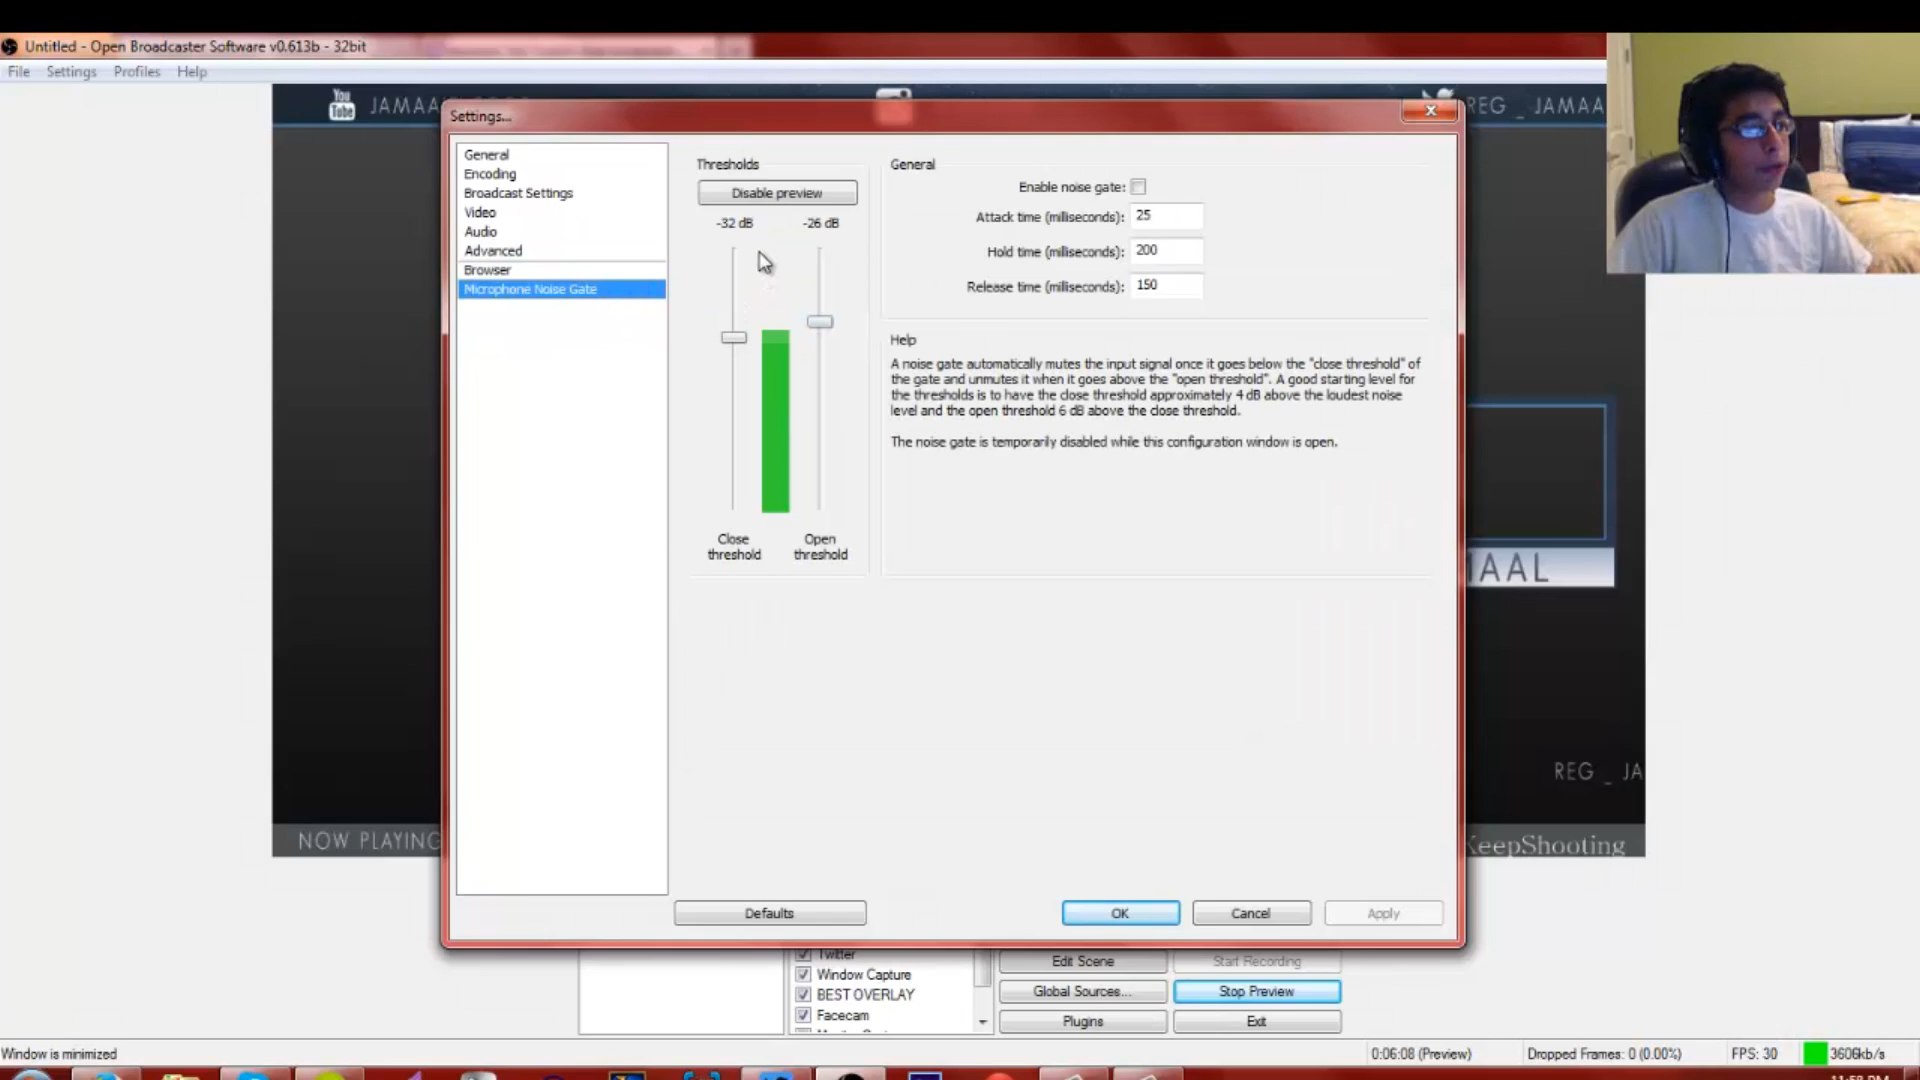 Untitled - Open Broadcaster Software v0.613b - 32bit
File Settings Profiles Help
You Tube JAMAA
REG _ JAMAA
Settings...
General
Encoding
Broadcast Settings
Video
Audio
Advanced
Browser
Microphone Noise Gate
Thresholds
Disable preview
-32 dB -26 dB
Close threshold
Open threshold
General
Enable noise gate:
Attack time (miliseconds): 25
Hold time (miliseconds): 200
Release time (miliseconds): 150
Help
A noise gate automatically mutes the input signal once it goes below the "close threshold" of
the gate and unmutes it when it goes above the "open threshold". A good starting level for
the thresholds is to have the close threshold approximately 4 dB above the loudest noise
level and the open threshold 6 dB above the close threshold.
The noise gate is temporarily disabled while this configuration window is open.
AAL
REG _ JA
NOW PLAYING
KeepShooting
Defaults
OK
Cancel
Apply
Twitter
Window Capture
BEST OVERLAY
Facecam
Edit Scene
Start Recording
Global Sources...
Stop Preview
Plugins
Exit
Window is minimized
0:06:08 (Preview)
Dropped Frames: 0 (0.00%)
FPS: 30
3606kb/s